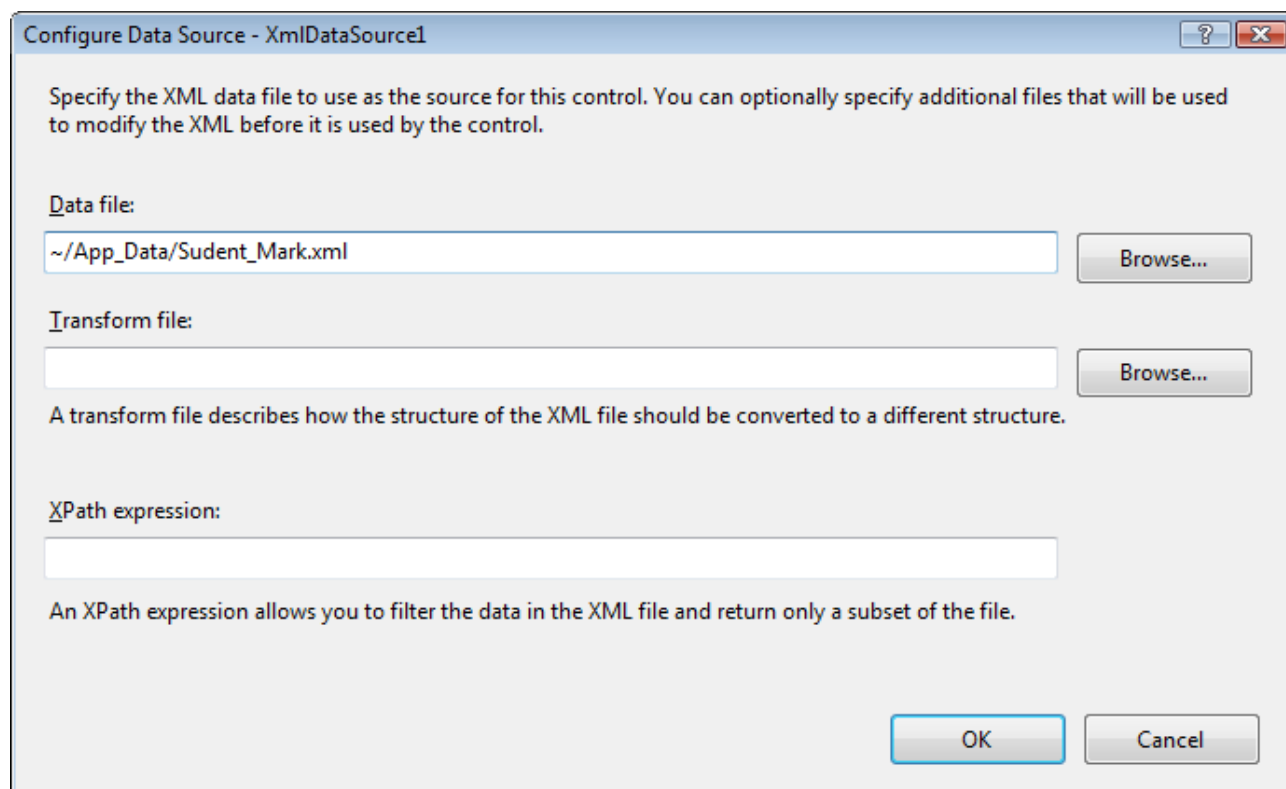 Configure Data Source - XmlDataSource1
Specify the XML data file to use as the source for this control. You can optionally specify additional files that will be used
to modify the XML before it is used by the control.
Data file:
~/App_Data/Sudent_Mark.xml
Browse...
Transform file:
Browse...
A transform file describes how the structure of the XML file should be converted to a different structure.
XPath expression:
An XPath expression allows you to filter the data in the XML file and return only a subset of the file.
OK
Cancel